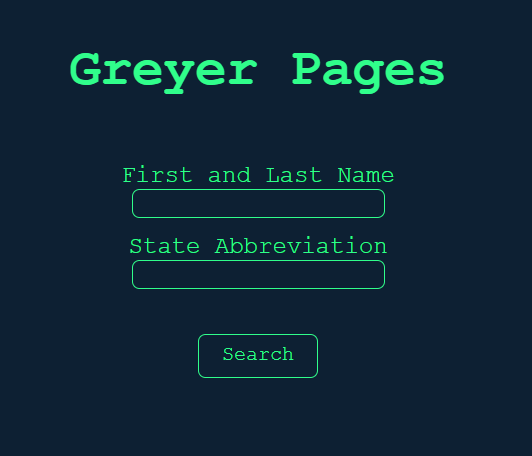 Greyer Pages
First and Last Name
State Abbreviation
Search